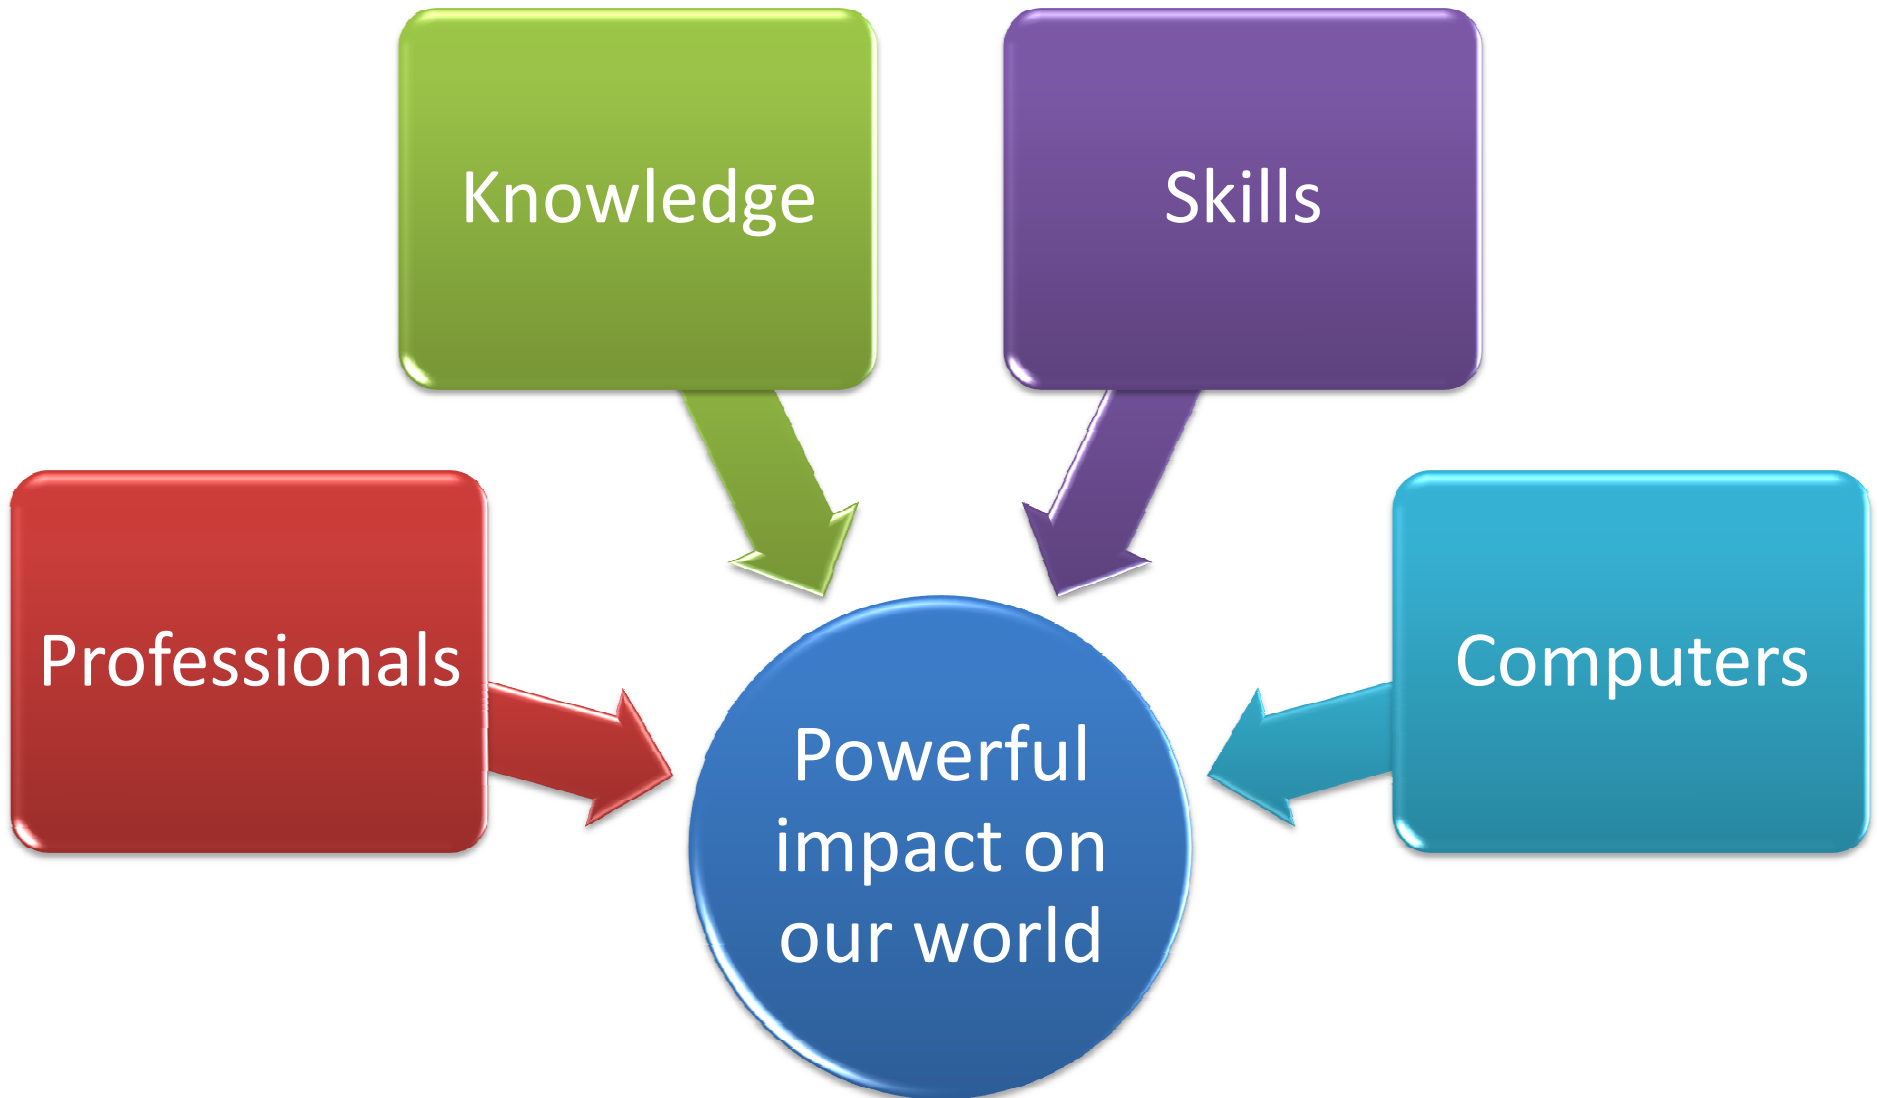 Knowledge
Skills
Professionals
Computers
Powerful
impact on
our world